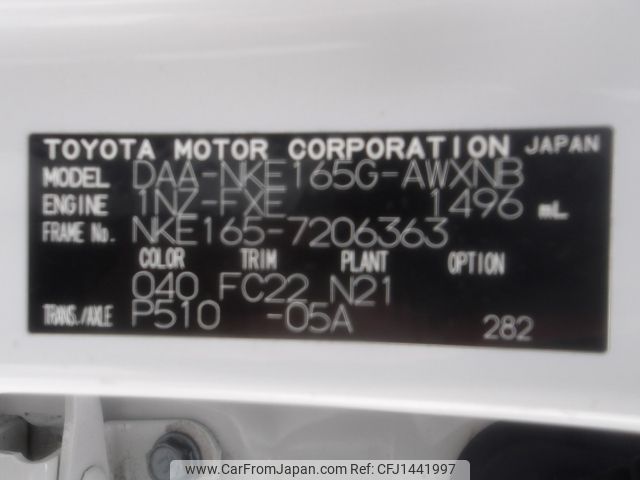 TOYOTA MOTOR CORPORATION JAPAN
MODEL DAA-NKE165G-AWXNB
ENGINE 1NZ-FXE 1496 mL
FRAME No. NKE165-7206363
COLOR TRIM PLANT OPTION
040 FC22 N21
TRANS./AXLE P510 -05A 282
www.CarFromJapan.com Ref No: CFJ1441997